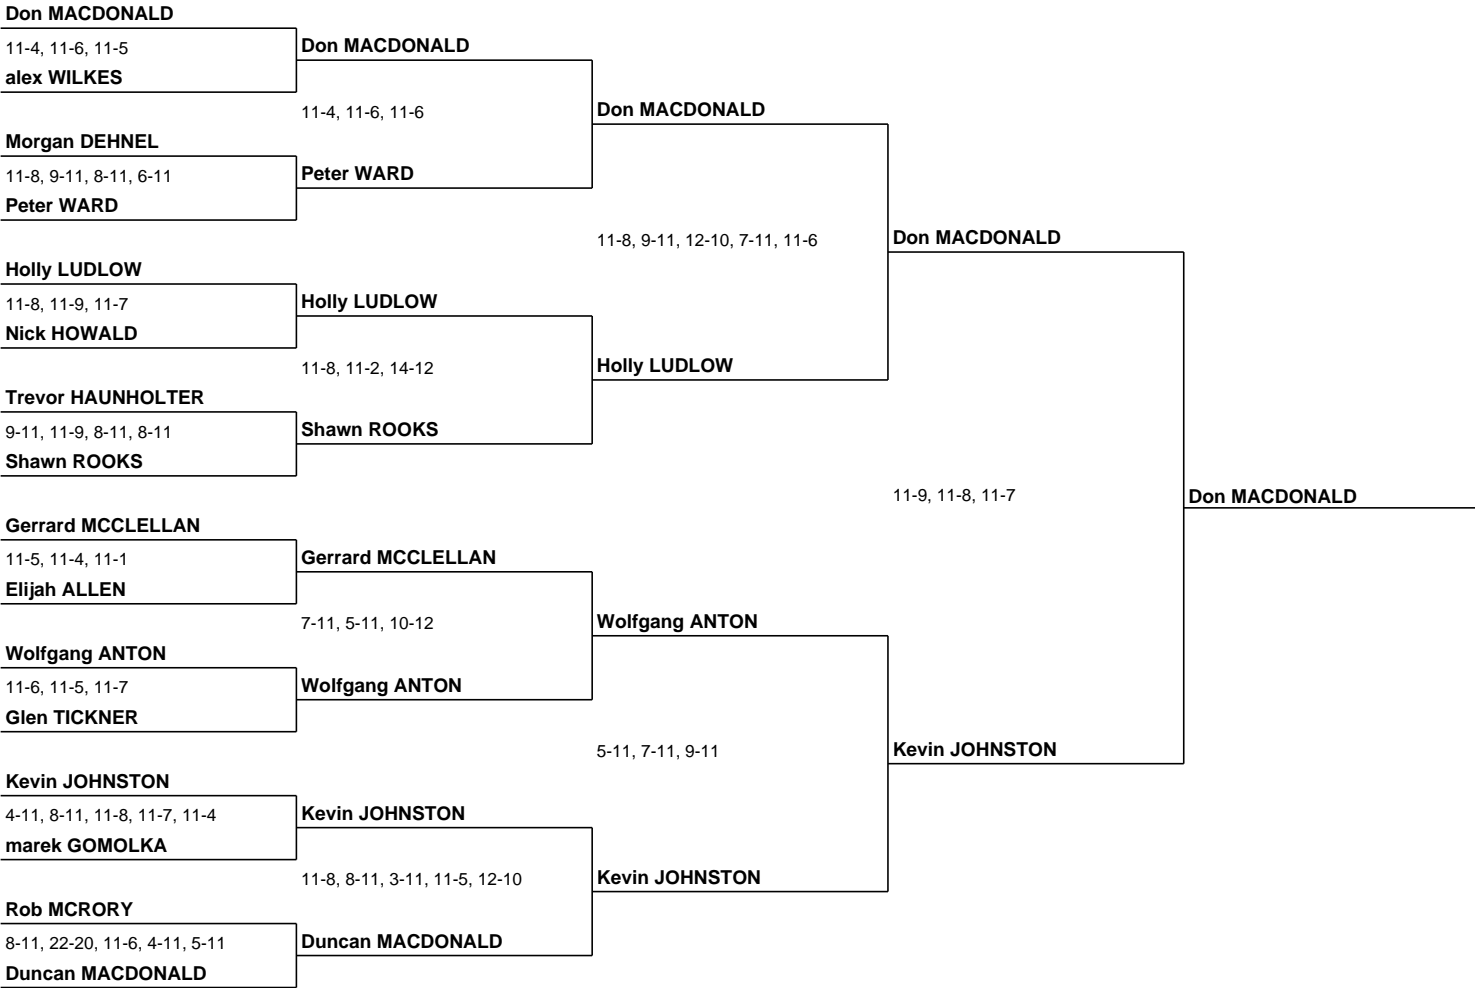 Don MACDONALD
11-4, 11-6, 11-5
alex WILKES
Morgan DEHNEL
11-8, 9-11, 8-11, 6-11
Peter WARD
Holly LUDLOW
11-8, 11-9, 11-7
Nick HOWALD
Trevor HAUNHOLTER
9-11, 11-9, 8-11, 8-11
Shawn ROOKS
Gerrard MCCLELLAN
11-5, 11-4, 11-1
Elijah ALLEN
Wolfgang ANTON
11-6, 11-5, 11-7
Glen TICKNER
Kevin JOHNSTON
4-11, 8-11, 11-8, 11-7, 11-4
marek GOMOLKA
Rob MCRORY
8-11, 22-20, 11-6, 4-11, 5-11
Duncan MACDONALD
Don MACDONALD
11-4, 11-6, 11-6
Peter WARD
Holly LUDLOW
11-8, 11-2, 14-12
Shawn ROOKS
Gerrard MCCLELLAN
7-11, 5-11, 10-12
Wolfgang ANTON
Kevin JOHNSTON
11-8, 8-11, 3-11, 11-5, 12-10
Duncan MACDONALD
Don MACDONALD
11-8, 9-11, 12-10, 7-11, 11-6
Holly LUDLOW
Wolfgang ANTON
5-11, 7-11, 9-11
Kevin JOHNSTON
Don MACDONALD
11-9, 11-8, 11-7
Kevin JOHNSTON
Don MACDONALD